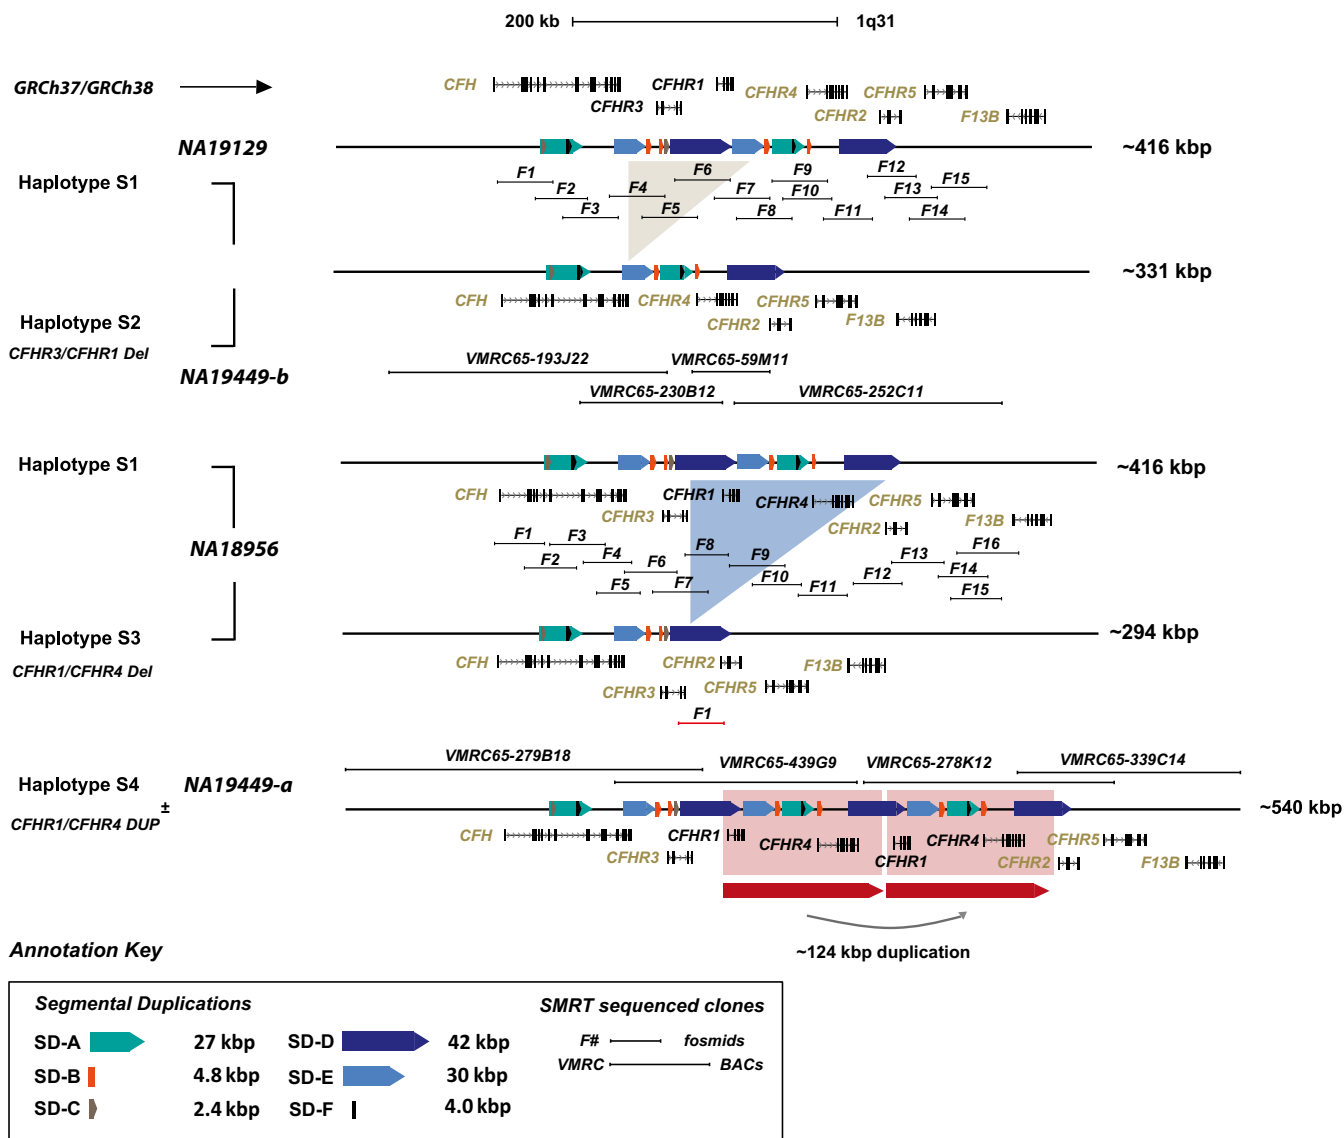 200 kb 1q31
GRCh37/GRCh38
CFH CFHR3 CFHR1 CFHR4 CFHR2 CFHR5 F13B
NA19129
~416 kbp
Haplotype S1
F1 F2 F3 F4 F5 F6 F7 F8 F9 F10 F11 F12 F13 F14 F15
~331 kbp
CFH CFHR4 CFHR2 CFHR5 F13B
Haplotype S2
CFHR3/CFHR1 Del
NA19449-b
VMRC65-193J22 VMRC65-59M11
VMRC65-230B12 VMRC65-252C11
Haplotype S1
~416 kbp
CFH CFHR3 CFHR1 CFHR4 CFHR2 CFHR5 F13B
NA18956
F1 F2 F3 F4 F5 F6 F7 F8 F9 F10 F11 F12 F13 F14 F15 F16
Haplotype S3
~294 kbp
CFHR1/CFHR4 Del
CFH CFHR3 CFHR2 CFHR5 F13B
F1
VMRC65-279B18 VMRC65-439G9 VMRC65-278K12 VMRC65-339C14
Haplotype S4
NA19449-a
CFHR1/CFHR4 DUP ±
~540 kbp
CFH CFHR3 CFHR1 CFHR4 CFHR1 CFHR4 CFHR2 CFHR5 F13B
~124 kbp duplication
Annotation Key
Segmental Duplications
SD-A 27 kbp
SD-B 4.8 kbp
SD-C 2.4 kbp
SD-D 42 kbp
SD-E 30 kbp
SD-F 4.0 kbp
SMRT sequenced clones
F# fosmids
VMRC BACs